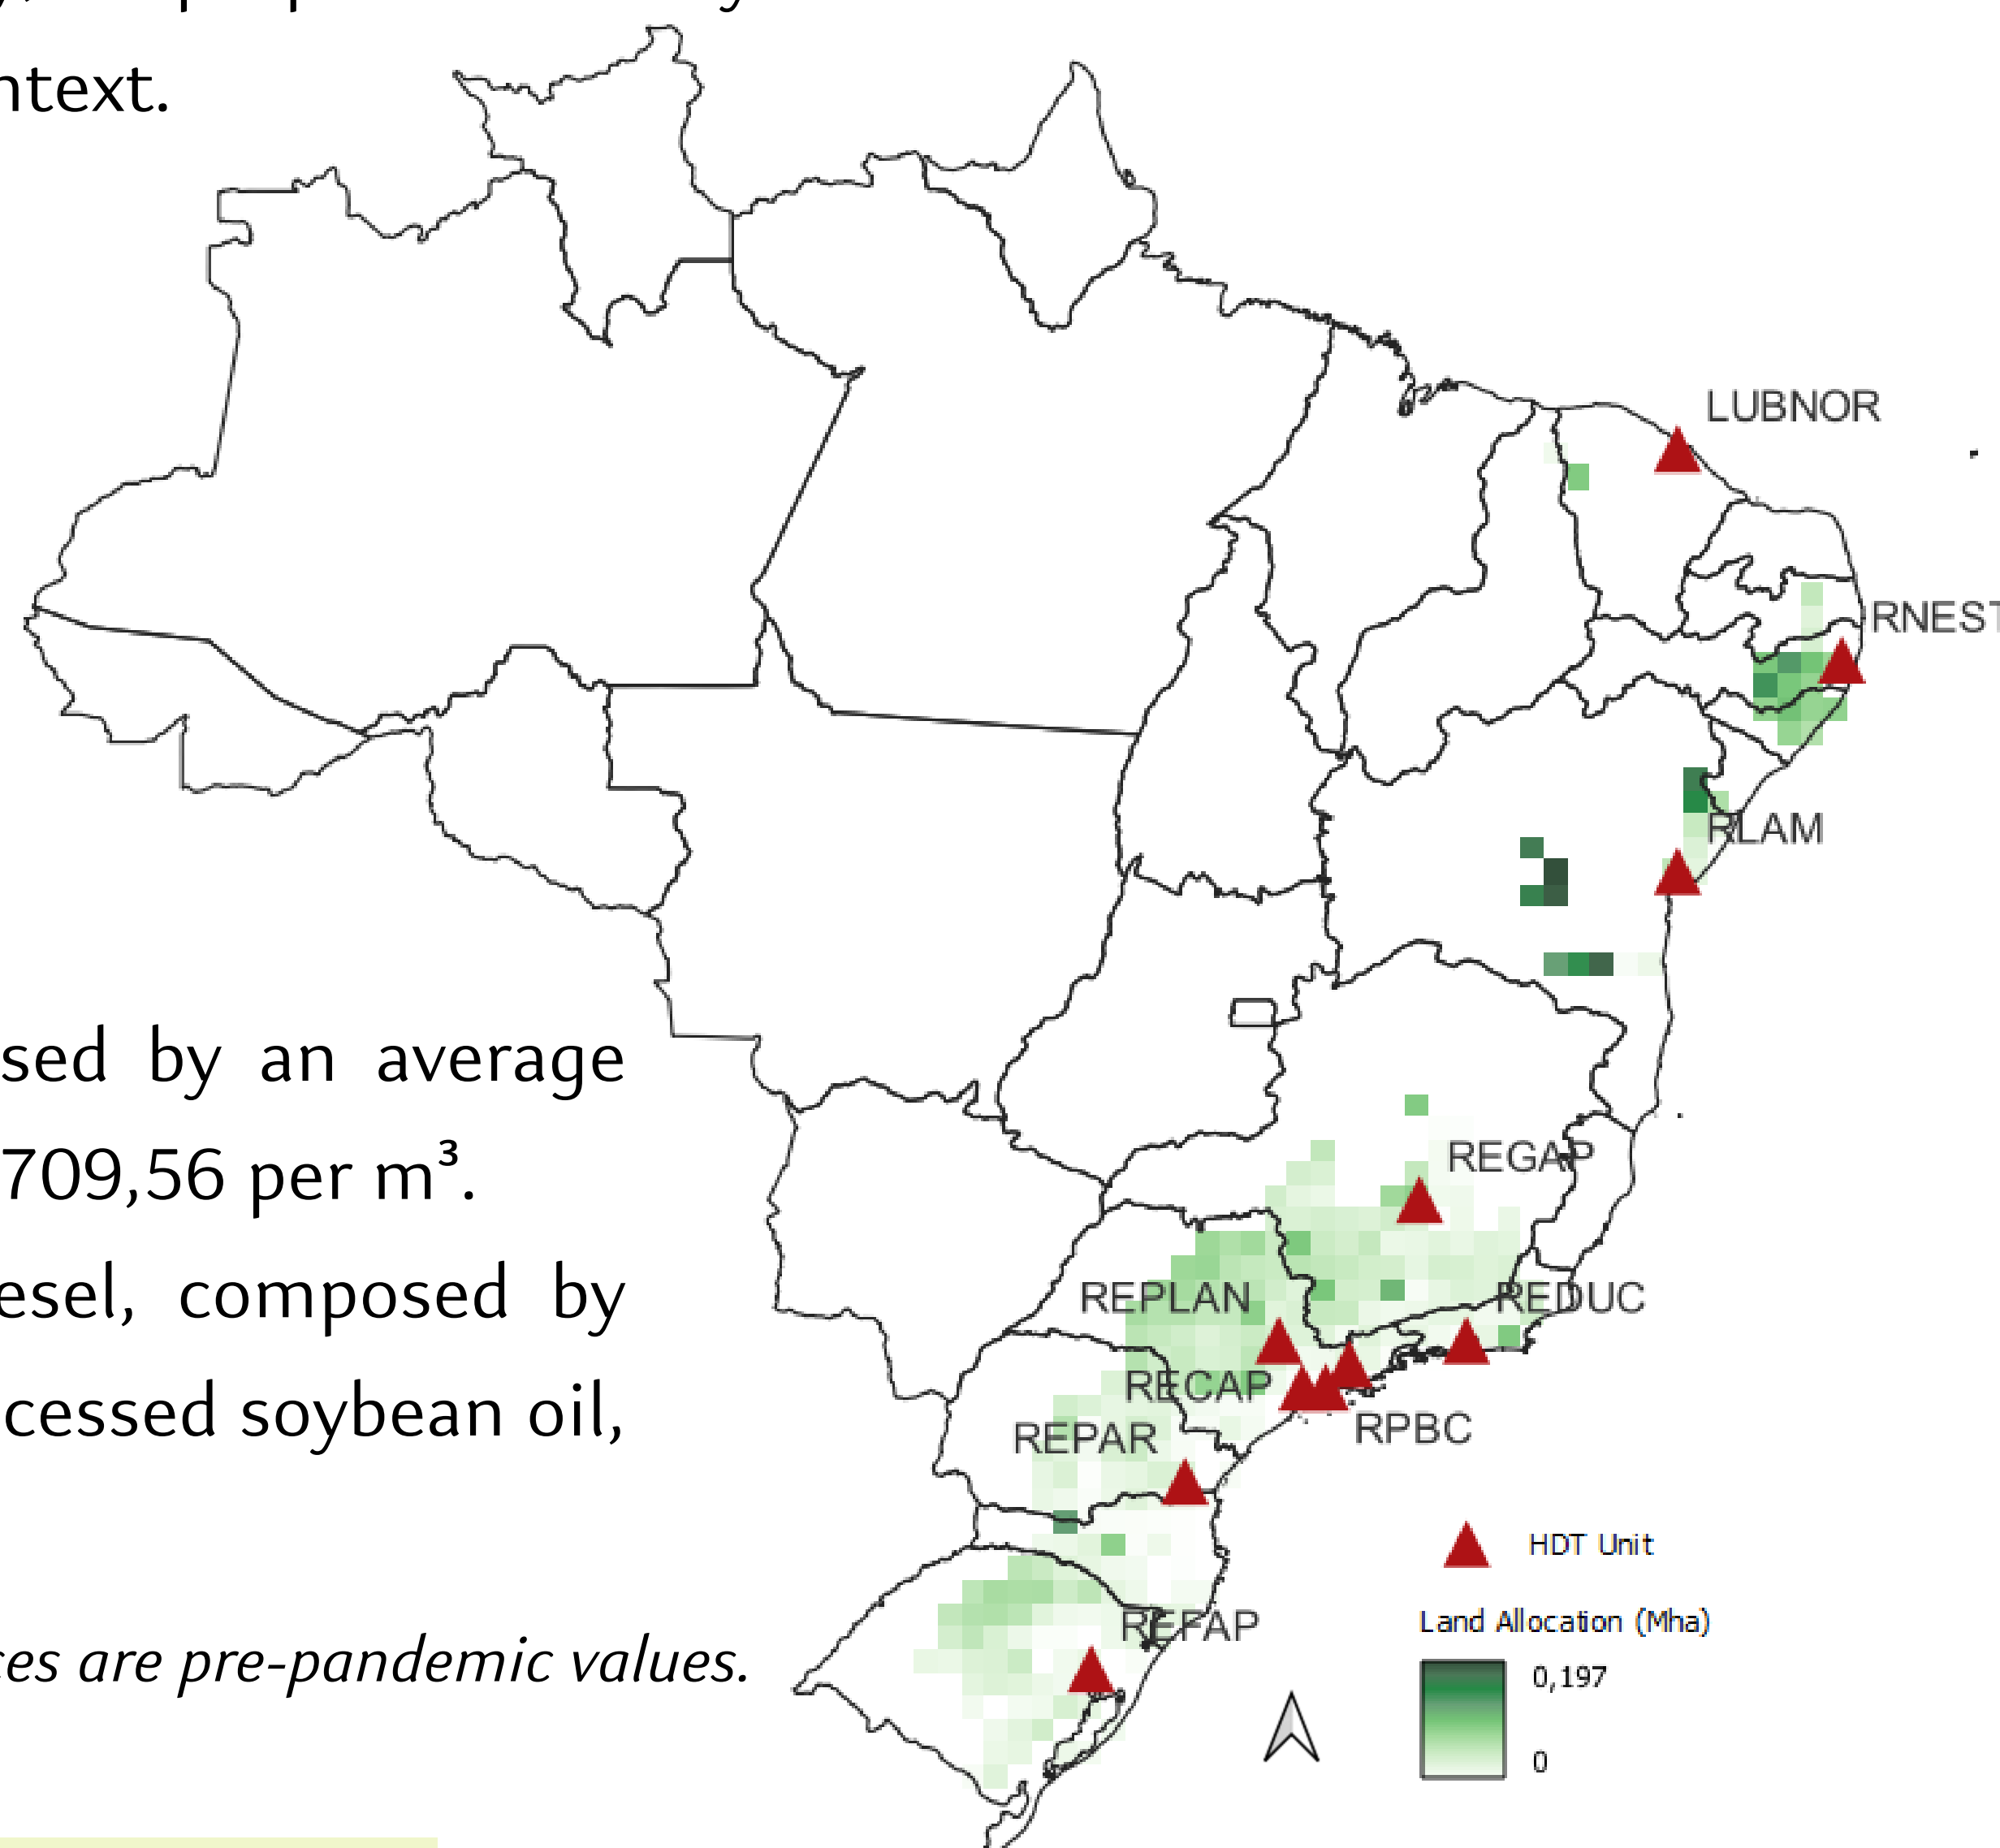 ntext.
LUBNOR
RNEST
RLAM
sed by an average
709,56 per m³.
REGAP
esel, composed by
REPLAN
REDUC
RECAP
cessed soybean oil,
RPBC
REPAR
HDT Unit
Land Allocation (Mha)
REFAP
ces are pre-pandemic values.
0,197
0